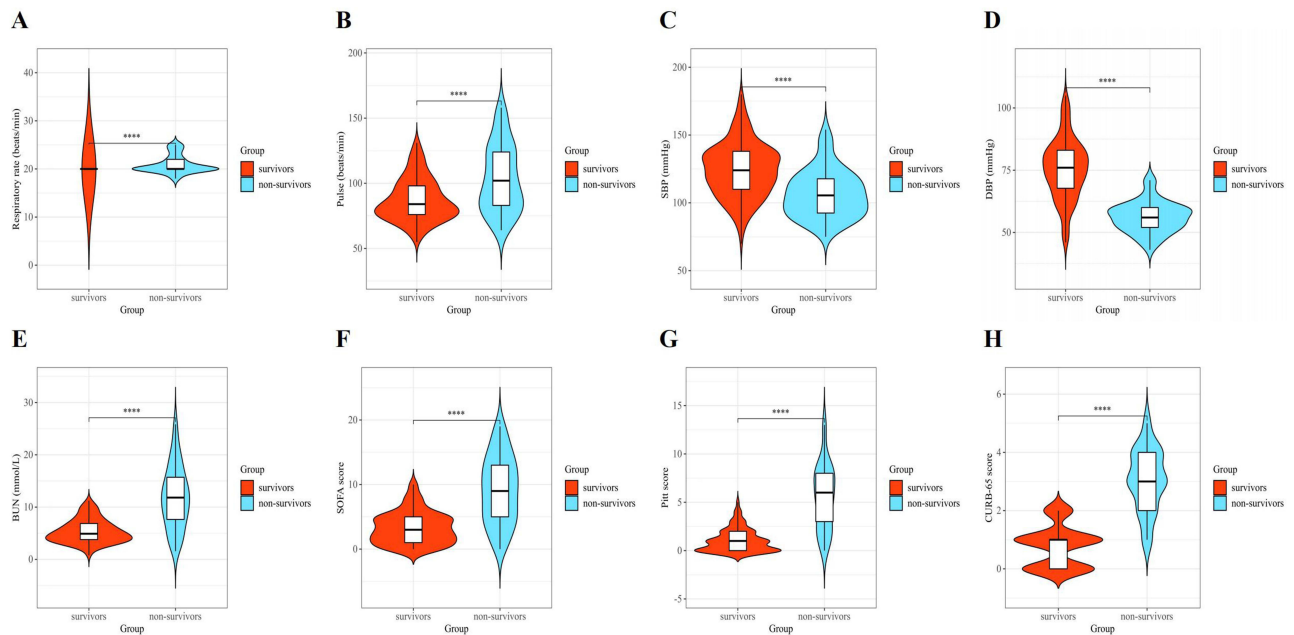 A
Respiratory rate (beats/min)
40
30
20
10
0
****
survivors
non-survivors
Group
Group
survivors
non-survivors
B
Pulse (beats/min)
200
150
100
50
****
survivors
non-survivors
Group
Group
survivors
non-survivors
C
SBP (mmHg)
200
150
100
50
****
survivors
non-survivors
Group
Group
survivors
non-survivors
D
DBP (mmHg)
100
75
50
****
survivors
non-survivors
Group
Group
survivors
non-survivors
E
BUN (mmol/L)
30
20
10
0
****
survivors
non-survivors
Group
Group
survivors
non-survivors
F
SOFA score
20
10
0
****
survivors
non-survivors
Group
Group
survivors
non-survivors
G
Pitt score
15
10
5
0
-5
****
survivors
non-survivors
Group
Group
survivors
non-survivors
H
CURB-65 score
6
4
2
0
****
survivors
non-survivors
Group
Group
survivors
non-survivors